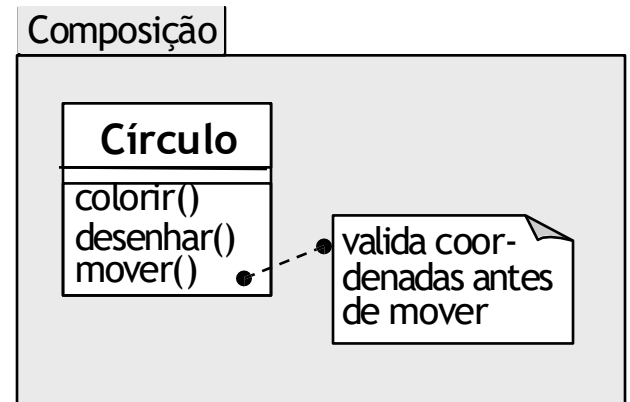 Composição
Círculo
colorir()
desenhar()
mover()
valida coor-
denadas antes
de mover